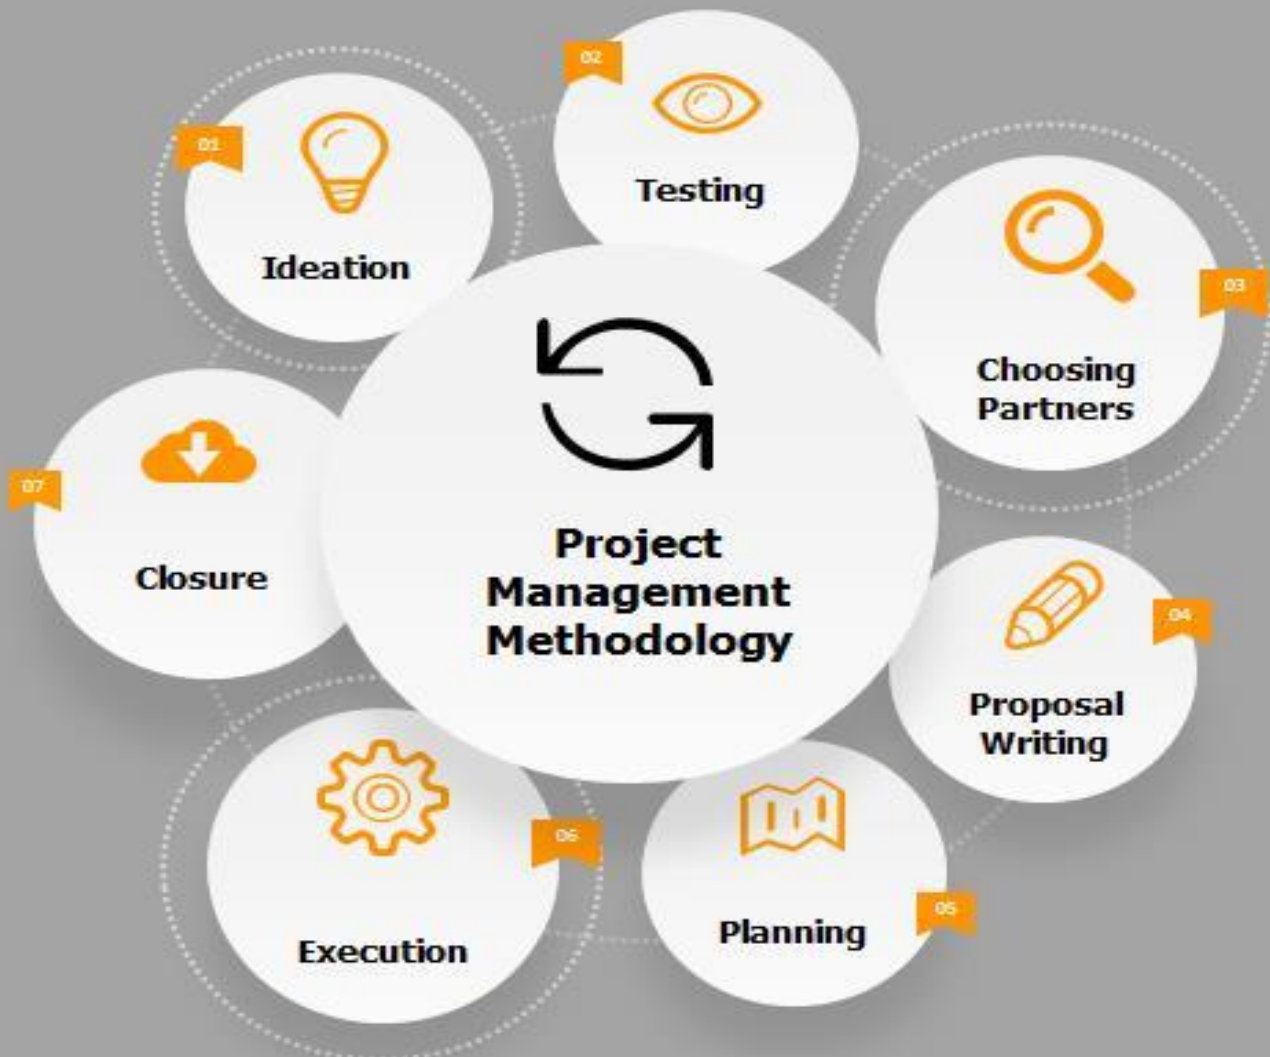 01
Ideation
02
Testing
03
Choosing
Partners
04
Proposal
Writing
05
Planning
06
Execution
07
Closure
Project
Management
Methodology